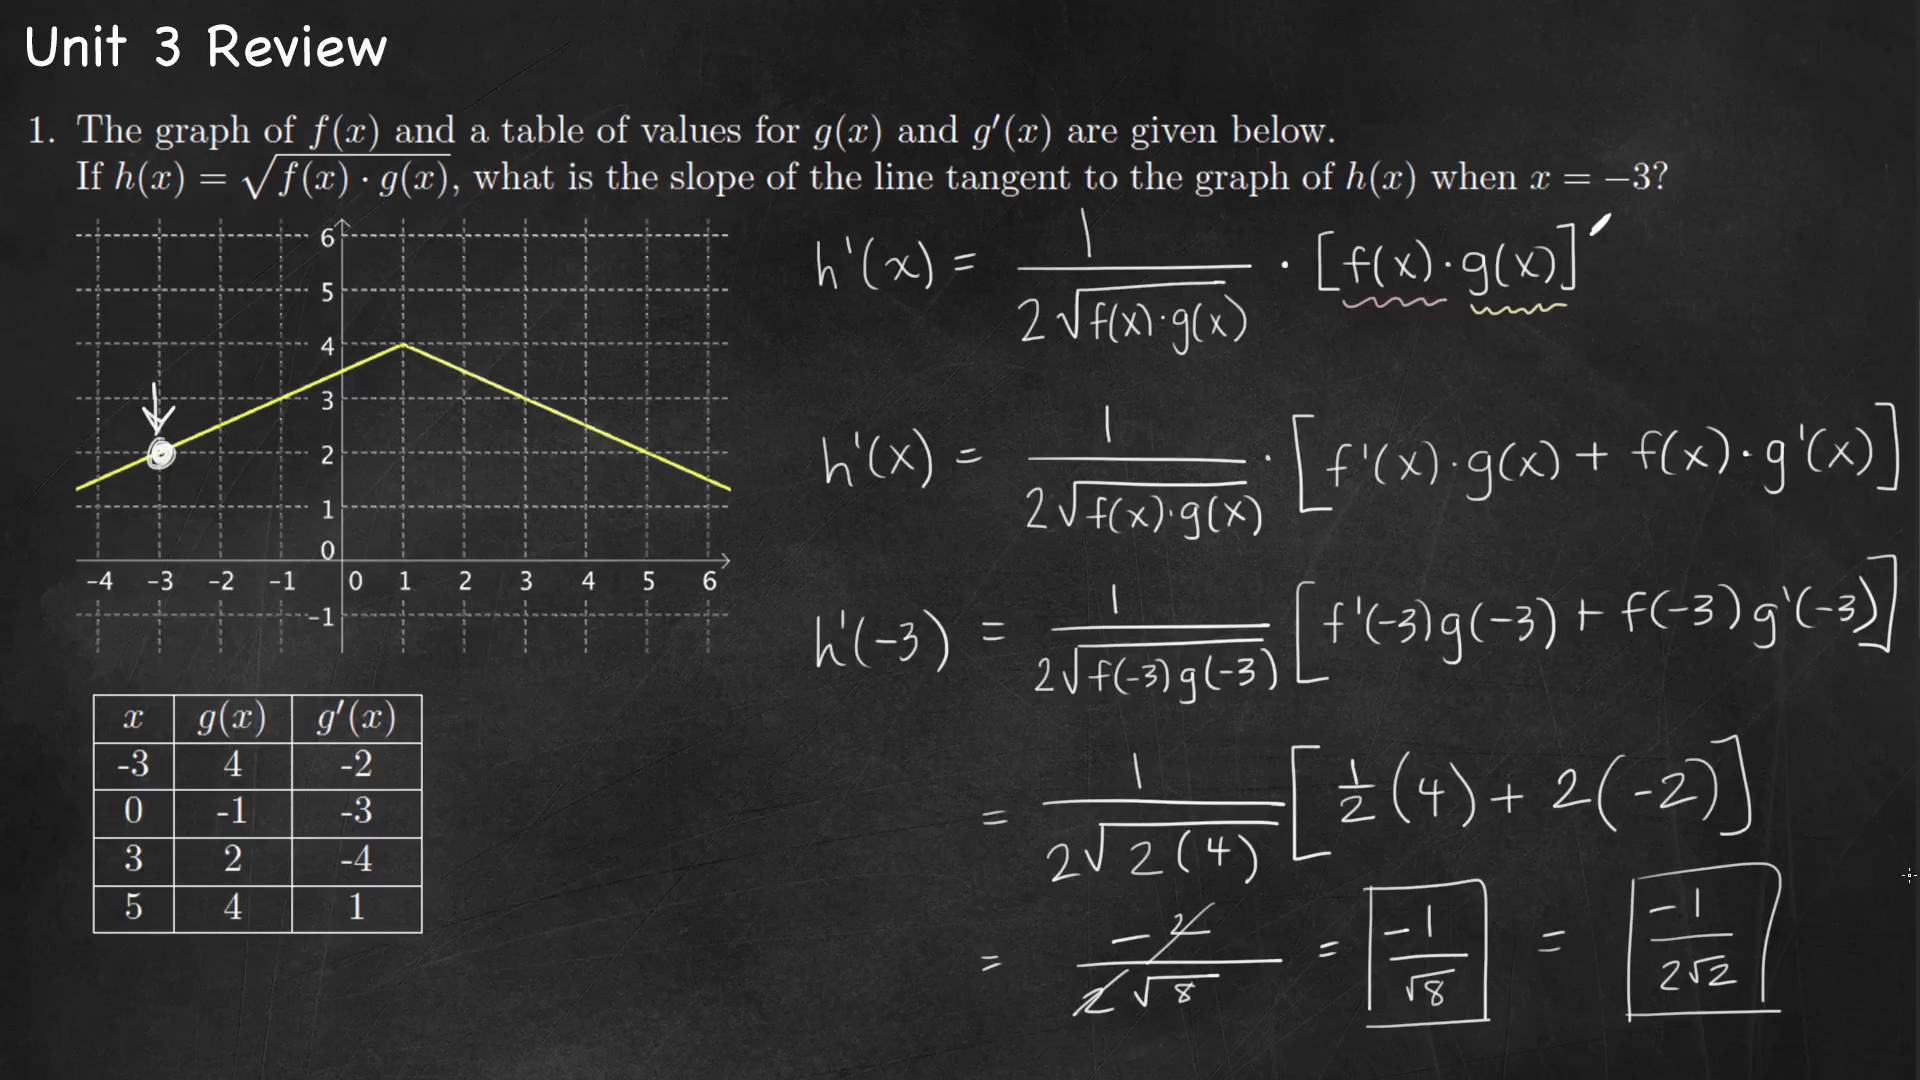 Unit 3 Review
1. The graph of f(x) and a table of values for g(x) and g′(x) are given below.
If h(x) = √(f(x) · g(x)), what is the slope of the line tangent to the graph of h(x) when x = −3?
6
5
4
3
2
1
0
-4 -3 -2 -1 0 1 2 3 4 5 6
-1
x g(x) g′(x)
-3 4 -2
0 -1 -3
3 2 -4
5 4 1
h'(x) = 1 / 2√f(x)·g(x) · [f(x)·g(x)]'
h'(x) = 1 / 2√f(x)·g(x) · [f'(x)·g(x) + f(x)·g'(x)]
h'(-3) = 1 / 2√f(-3)g(-3) [f'(-3)g(-3) + f(-3)g'(-3)]
= 1 / 2√2(4) [1/2 (4) + 2(-2)]
= -2 / 2√8 = -1 / √8 = -1 / 2√2